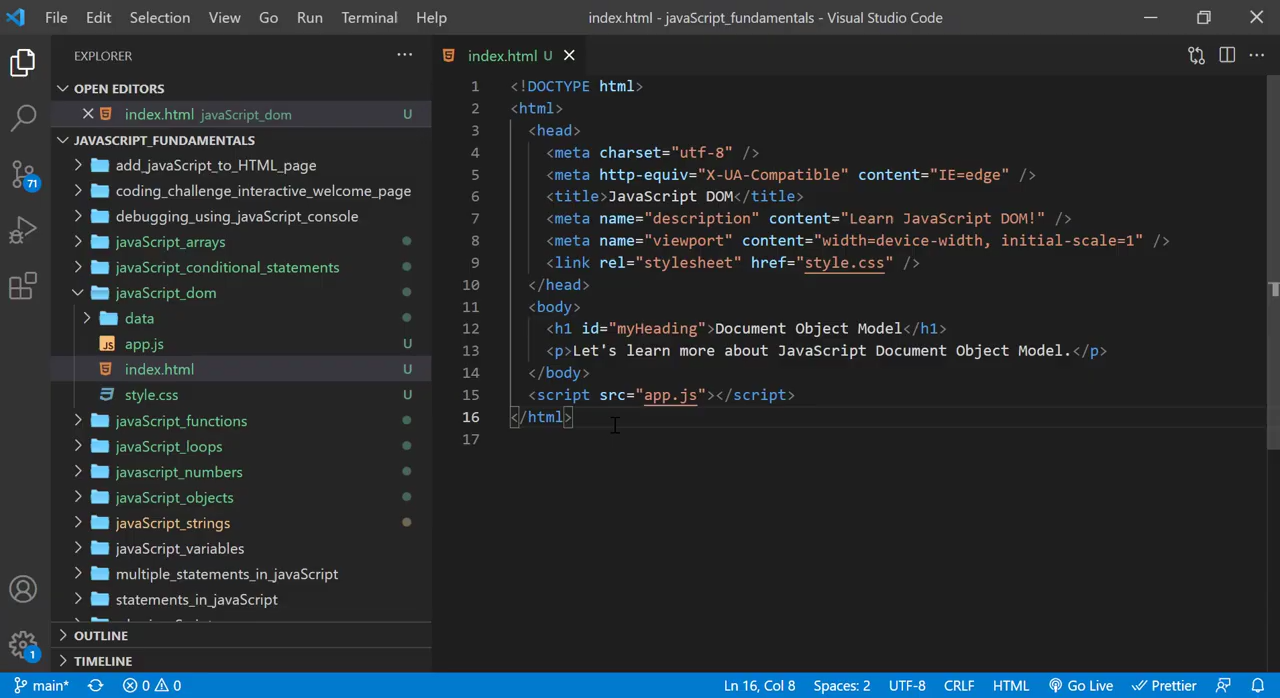 File Edit Selection View Go Run Terminal Help
index.html - javaScript_fundamentals - Visual Studio Code
EXPLORER
OPEN EDITORS
index.html javaScript_dom U
JAVASCRIPT_FUNDAMENTALS
add_javaScript_to_HTML_page
coding_challenge_interactive_welcome_page
debugging_using_javaScript_console
javaScript_arrays
javaScript_conditional_statements
javaScript_dom
data
JS app.js U
index.html U
style.css U
javaScript_functions
javaScript_loops
javascript_numbers
javaScript_objects
javaScript_strings
javaScript_variables
multiple_statements_in_javaScript
statements_in_javaScript
OUTLINE
TIMELINE
71
1
index.html U
1 <!DOCTYPE html>
2 <html>
3 <head>
4 <meta charset="utf-8" />
5 <meta http-equiv="X-UA-Compatible" content="IE=edge" />
6 <title>JavaScript DOM</title>
7 <meta name="description" content="Learn JavaScript DOM!" />
8 <meta name="viewport" content="width=device-width, initial-scale=1" />
9 <link rel="stylesheet" href="style.css" />
10 </head>
11 <body>
12 <h1 id="myHeading">Document Object Model</h1>
13 <p>Let's learn more about JavaScript Document Object Model.</p>
14 </body>
15 <script src="app.js"></script>
16 </html>
17
main* 0 0 Ln 16, Col 8 Spaces: 2 UTF-8 CRLF HTML Go Live Prettier